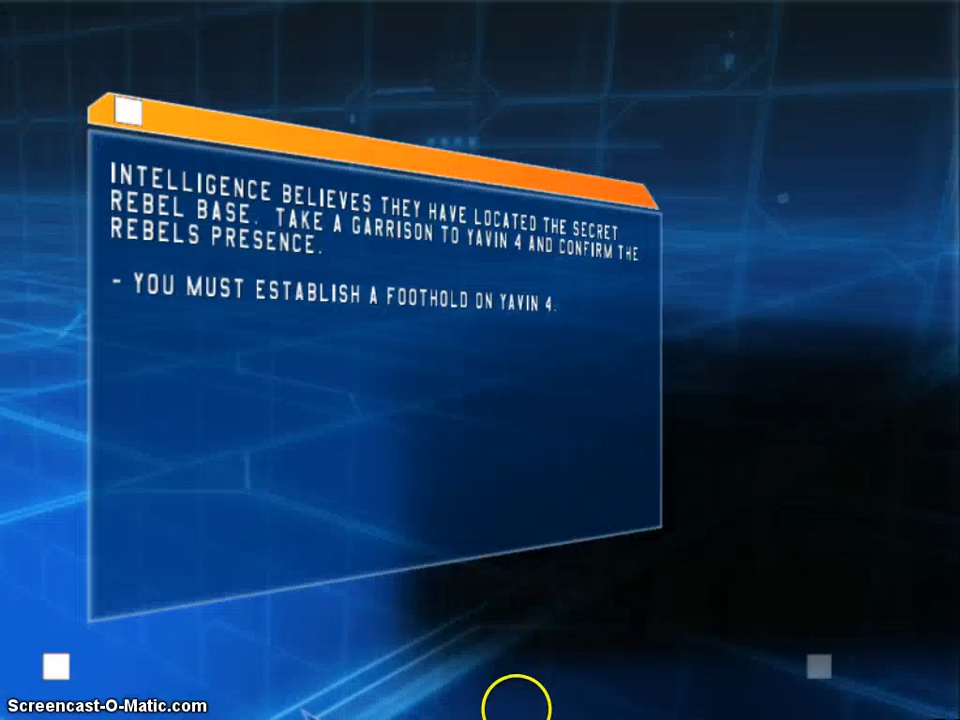 INTELLIGENCE BELIEVES THEY HAVE LOCATED THE SECRET
REBEL BASE. TAKE A GARRISON TO YAVIN 4 AND CONFIRM THE
REBELS PRESENCE.
- YOU MUST ESTABLISH A FOOTHOLD ON YAVIN 4.
Screencast-O-Matic.com